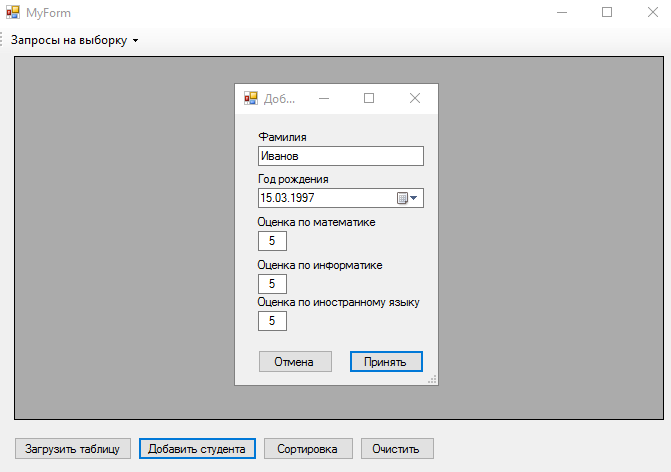 MyForm
Запросы на выборку
Доб...
Фамилия
Иванов
Год рождения
15.03.1997
Оценка по математике
5
Оценка по информатике
5
Оценка по иностранному языку
5
Отмена Принять
Загрузить таблицу Добавить студента Сортировка Очистить